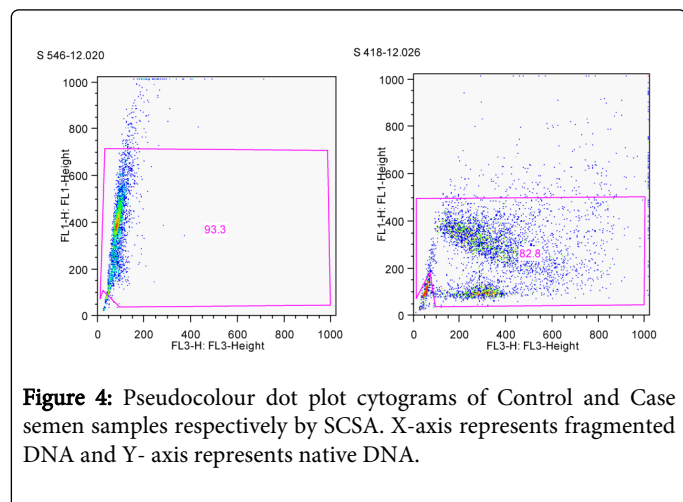 S 546-12.020
1000
800
600
400
200
0
FL1-H: FL1-Height
93.3
0 200 400 600 800 1000
FL3-H: FL3-Height
S 418-12.026
1000
800
600
400
200
0
FL1-H: FL1-Height
82.8
0 200 400 600 800 1000
FL3-H: FL3-Height
Figure 4: Pseudocolour dot plot cytograms of Control and Case
semen samples respectively by SCSA. X-axis represents fragmented
DNA and Y- axis represents native DNA.